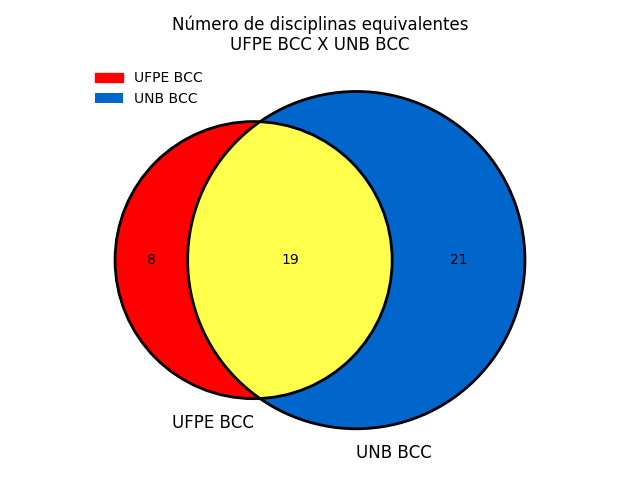 Número de disciplinas equivalentes
UFPE BCC X UNB BCC
UFPE BCC
UNB BCC
8
19
21
UFPE BCC
UNB BCC